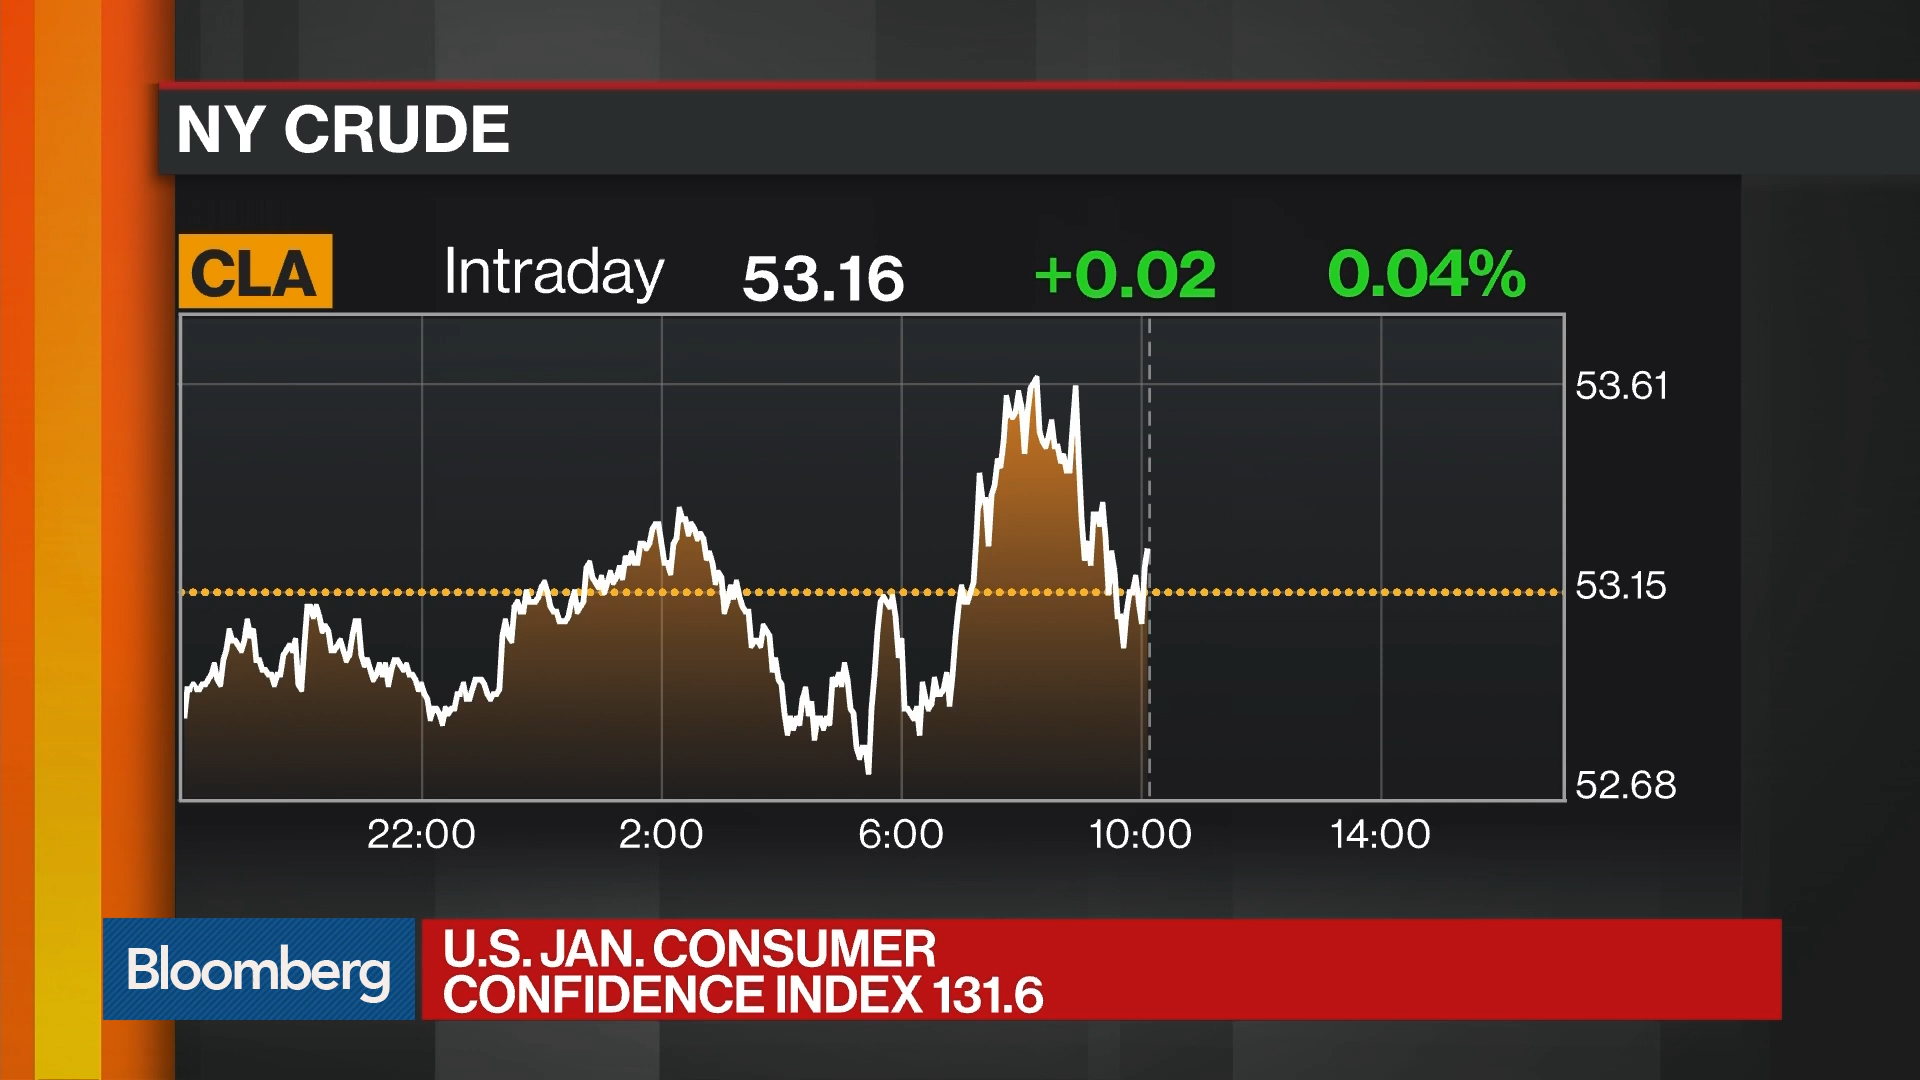 NY CRUDE
CLA Intraday 53.16 +0.02 0.04%
53.61
53.15
52.68
22:00 2:00 6:00 10:00 14:00
Bloomberg
U.S. JAN. CONSUMER
CONFIDENCE INDEX 131.6